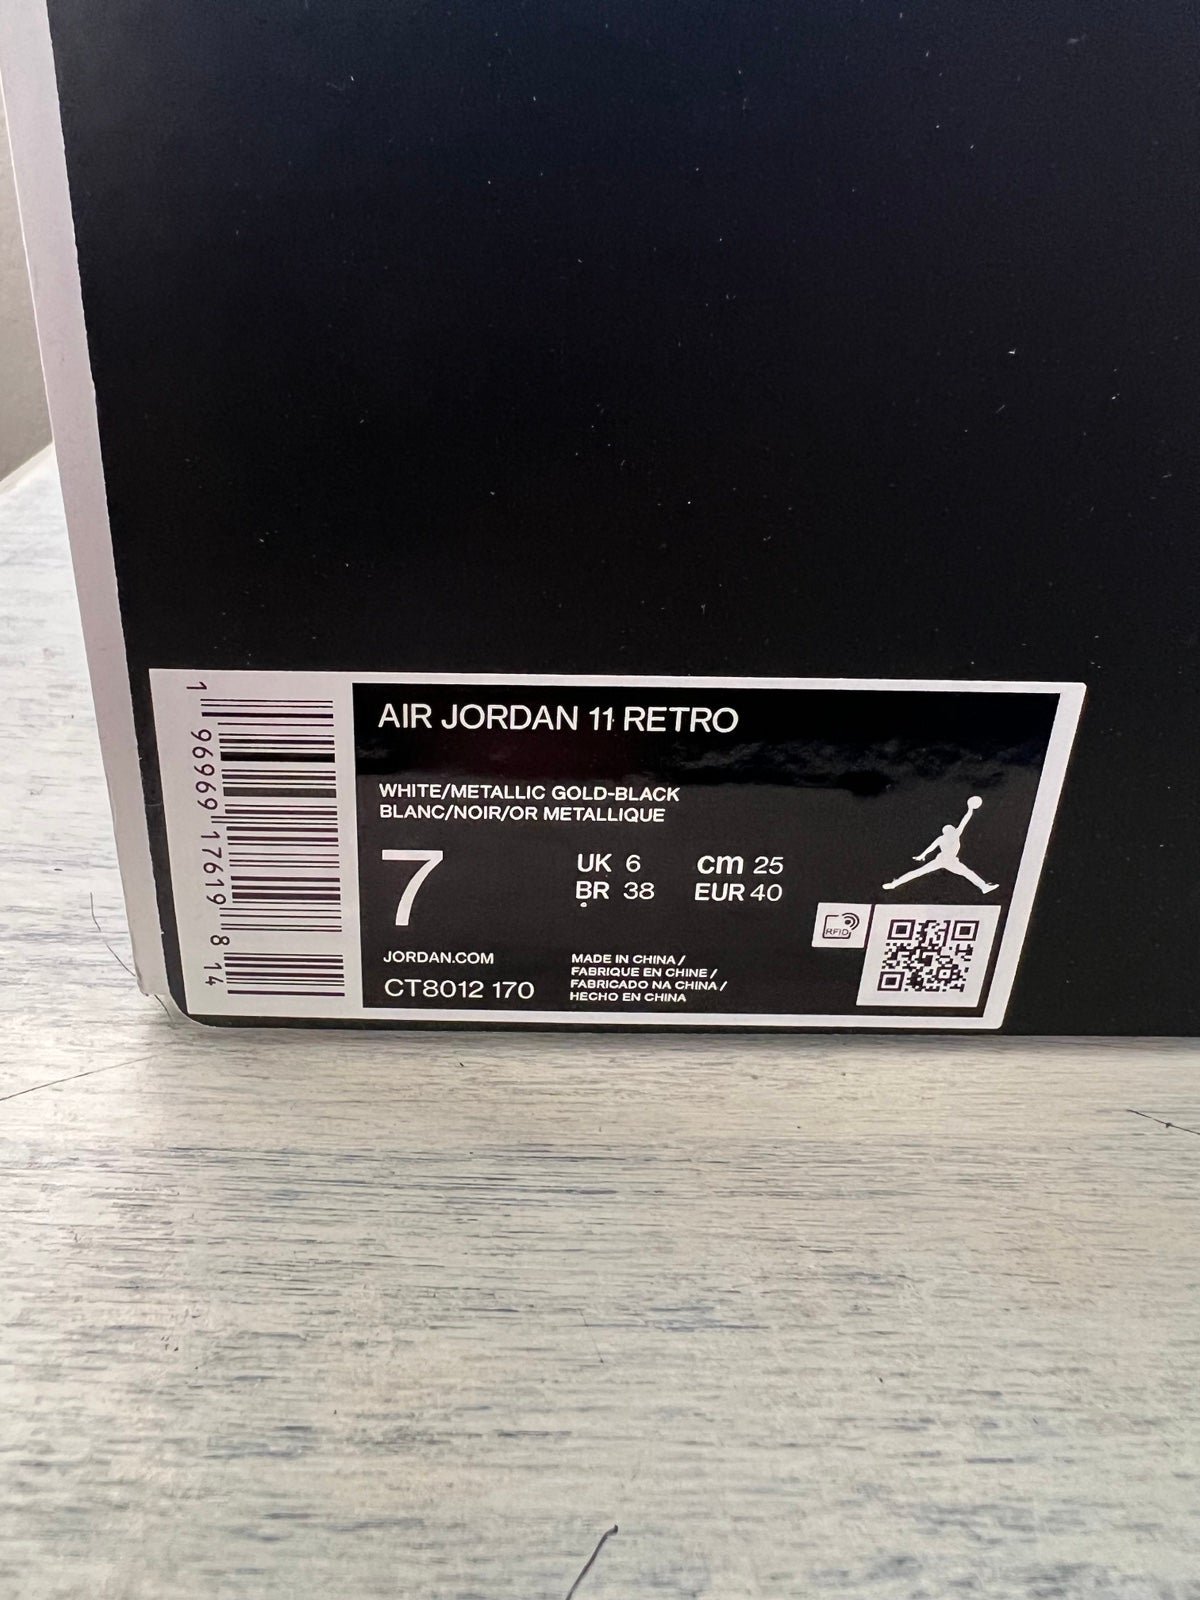 AIR JORDAN 11 RETRO
WHITE/METALLIC GOLD-BLACK
BLANC/NOIR/OR METALLIQUE
7
UK 6 cm 25
BR 38 EUR 40
JORDAN.COM
CT8012 170
MADE IN CHINA /
FABRIQUE EN CHINE /
FABRICADO NA CHINA /
HECHO EN CHINA
RFID
1 96969 17619 8 14